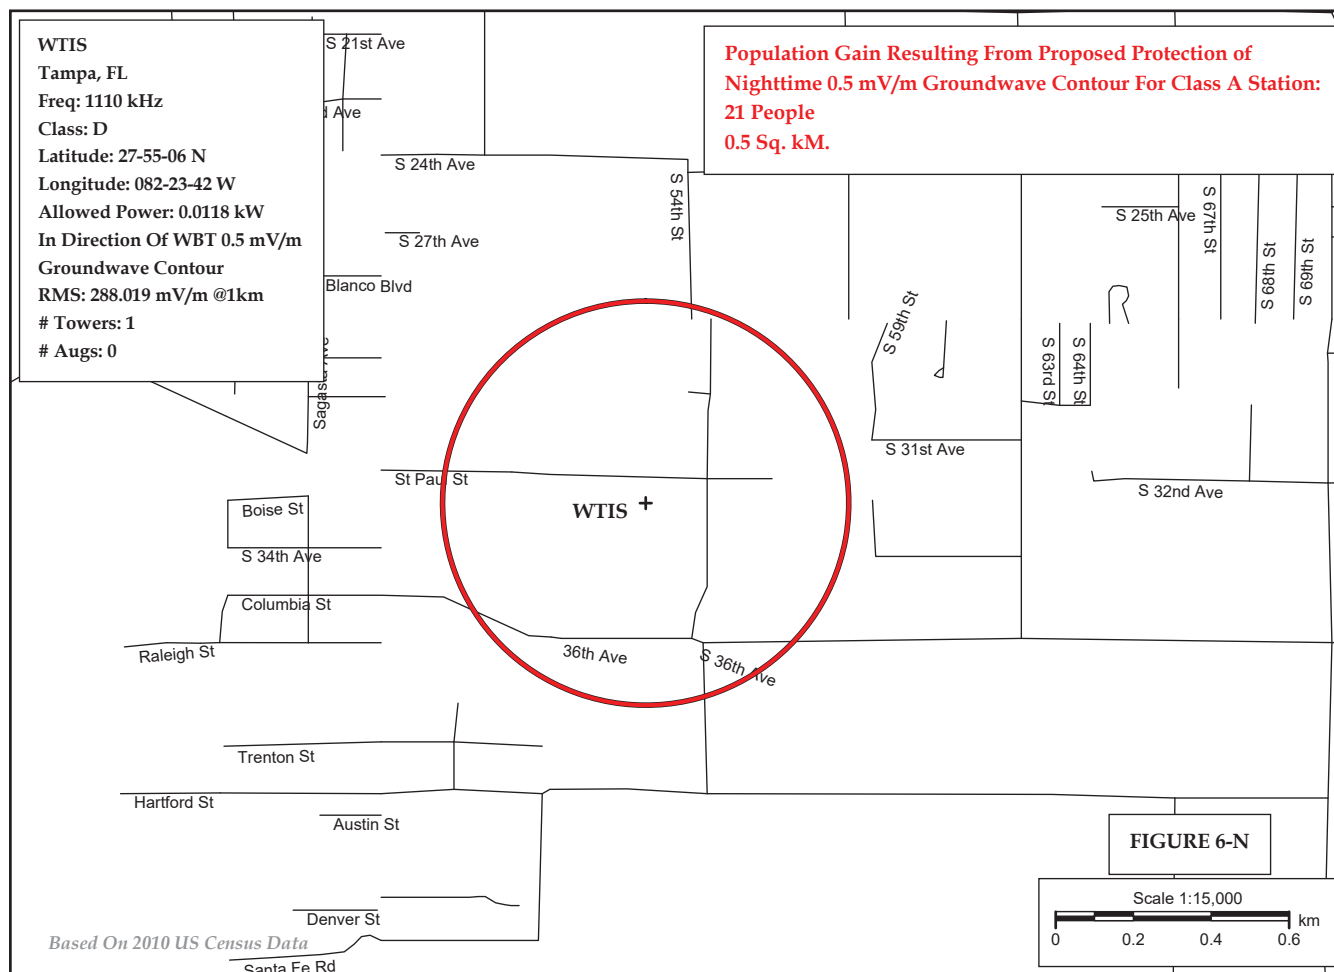 WTIS
Tampa, FL
Freq: 1110 kHz
Class: D
Latitude: 27-55-06 N
Longitude: 082-23-42 W
Allowed Power: 0.0118 kW
In Direction Of WBT 0.5 mV/m
Groundwave Contour
RMS: 288.019 mV/m @1km
# Towers: 1
# Augs: 0
Population Gain Resulting From Proposed Protection of
Nighttime 0.5 mV/m Groundwave Contour For Class A Station:
21 People
0.5 Sq. kM.
S 21st Ave
d Ave
S 24th Ave
S 54th St
S 25th Ave
S 67th St
S 68th St
S 69th St
S 27th Ave
Blanco Blvd
S 59th St
S 63rd St
S 64th St
Sagasta Ave
S 31st Ave
St Paul St
S 32nd Ave
WTIS
Boise St
S 34th Ave
Columbia St
Raleigh St
36th Ave
S 36th Ave
Trenton St
Hartford St
Austin St
FIGURE 6-N
Scale 1:15,000
km
0 0.2 0.4 0.6
Denver St
Based On 2010 US Census Data
Santa Fe Rd